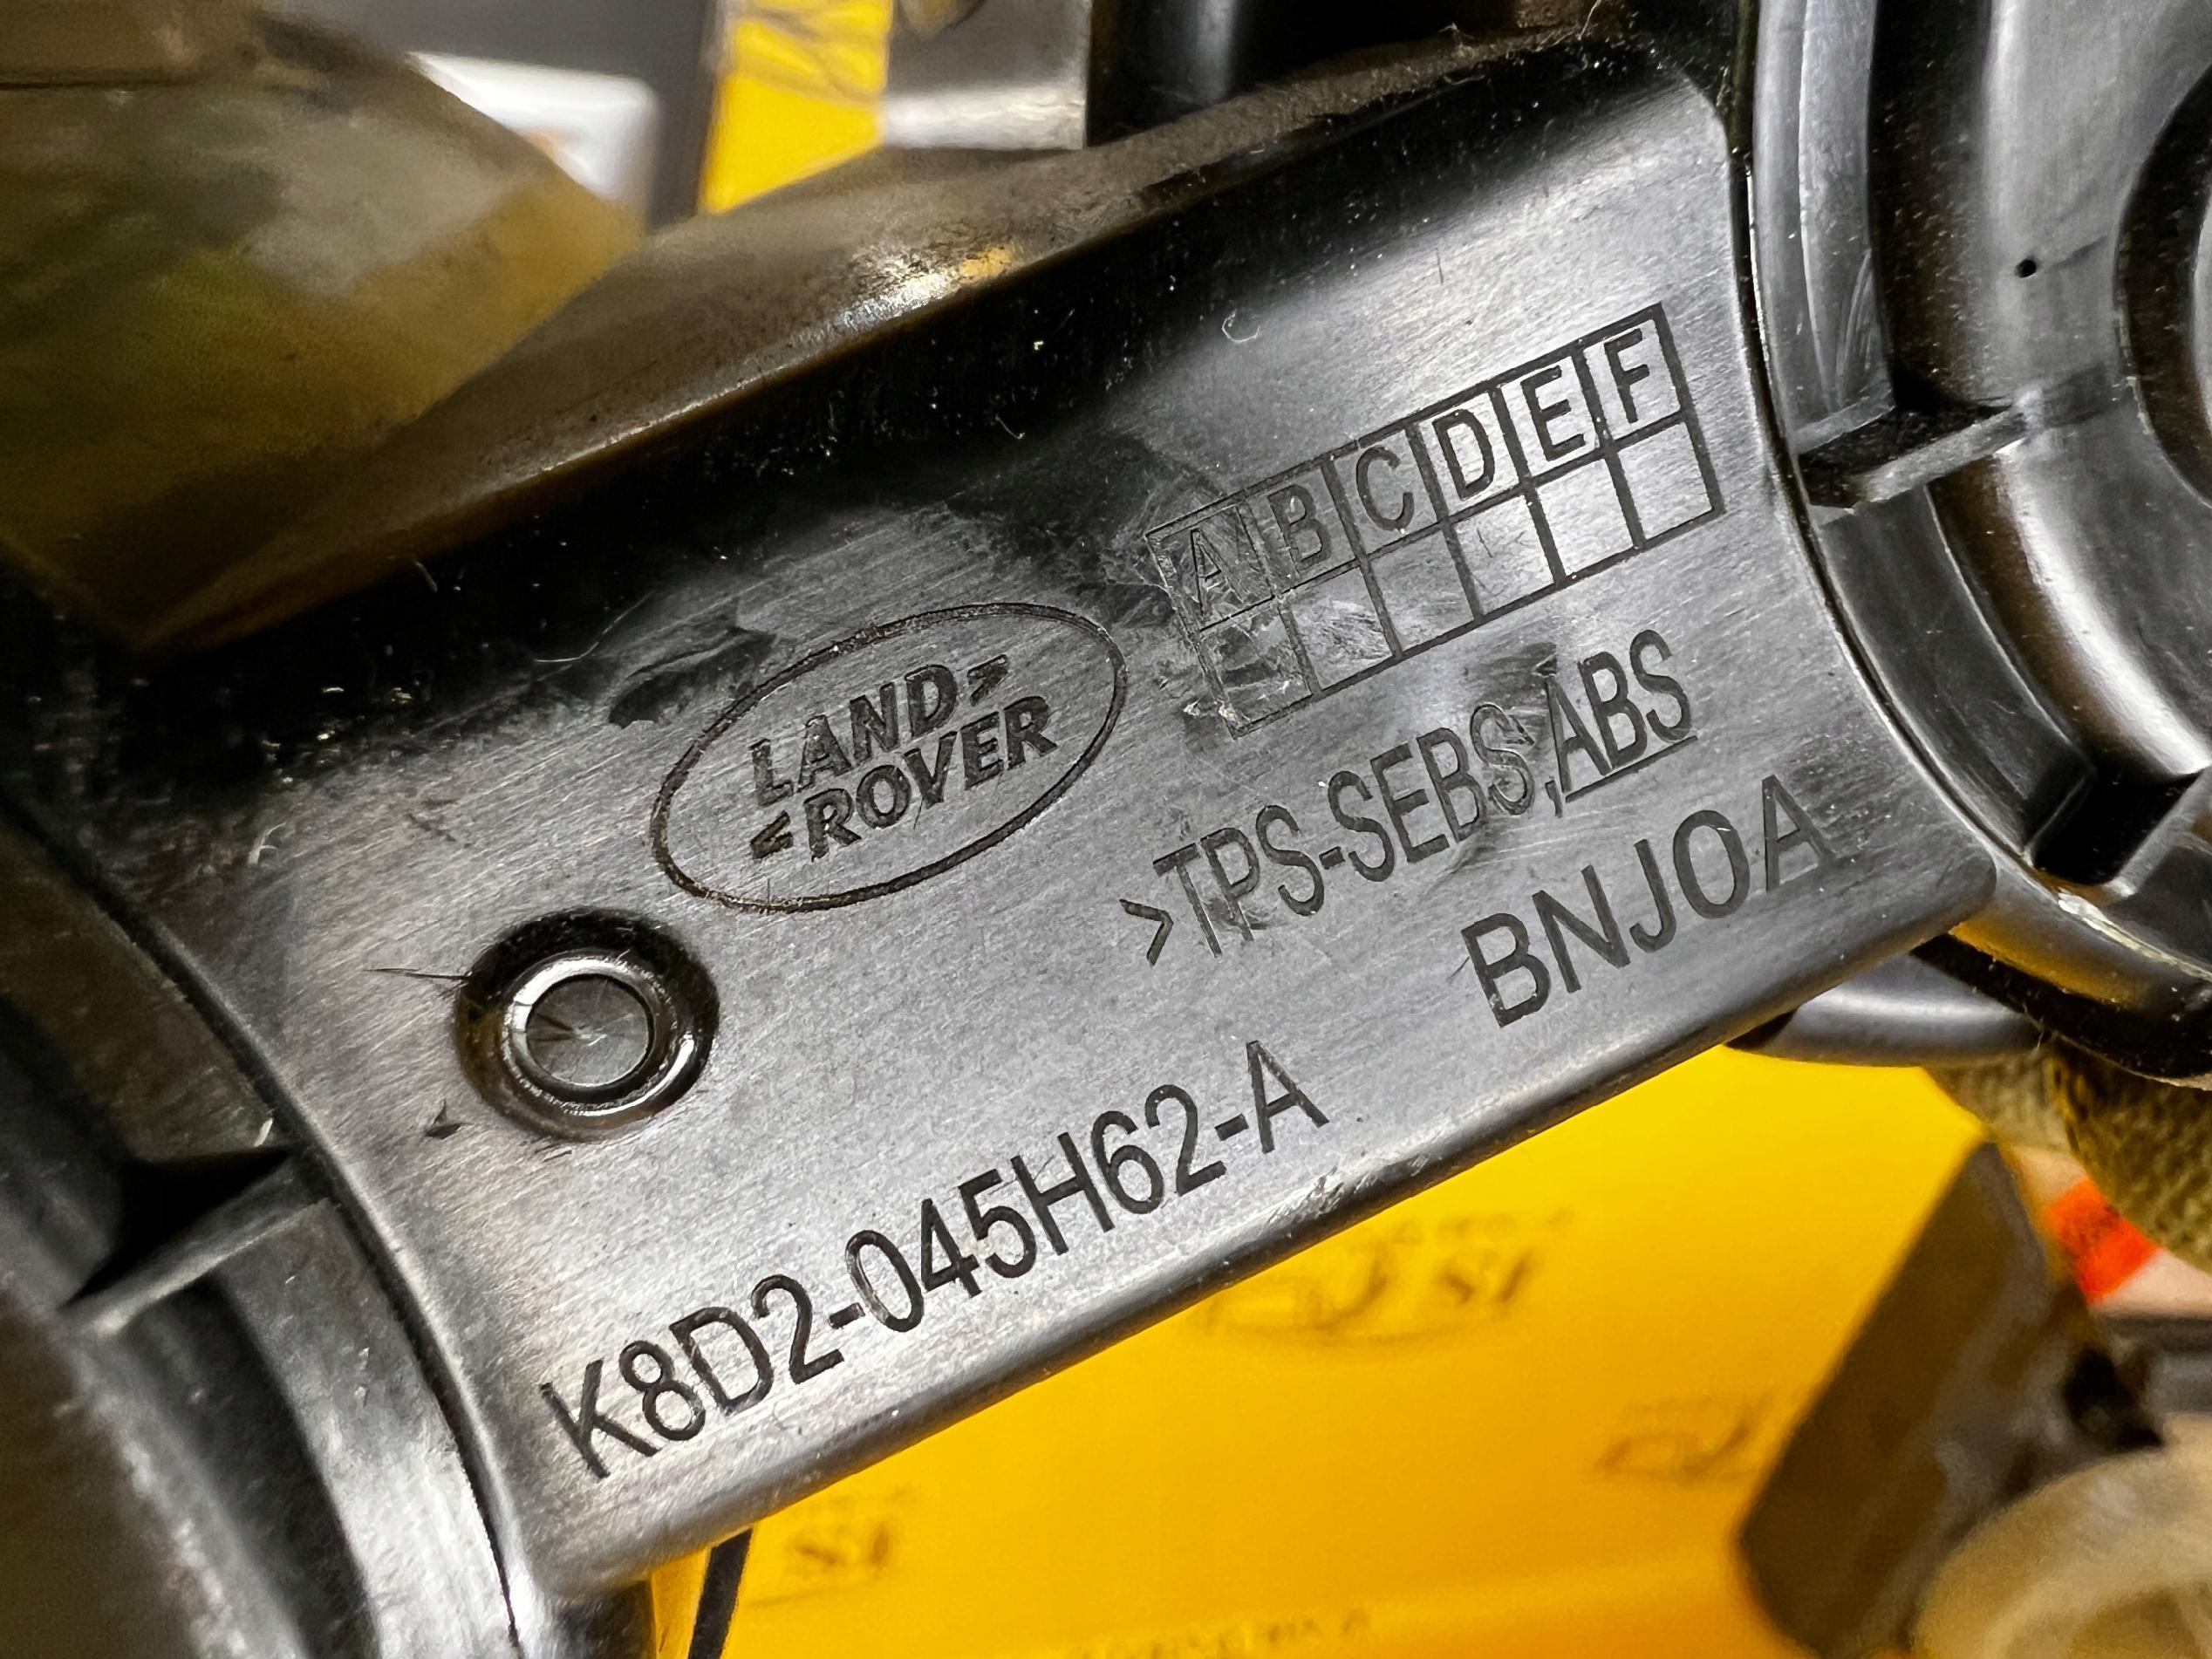 A B C D E F
LAND
ROVER
>TPS-SEBS,ABS
BNJOA
K8D2-045H62-A